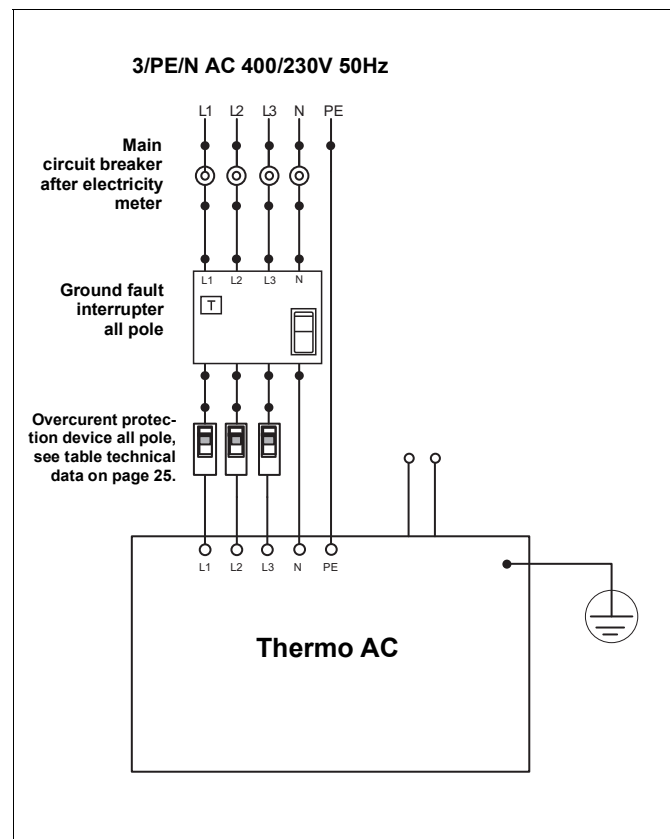 3/PE/N AC 400/230V 50Hz
L1 L2 L3 N PE
Main
circuit breaker
after electricity
meter
L1 L2 L3 N
T
Ground fault
interrupter
all pole
Overcurent protec-
tion device all pole,
see table technical
data on page 25.
L1 L2 L3 N PE
Thermo AC